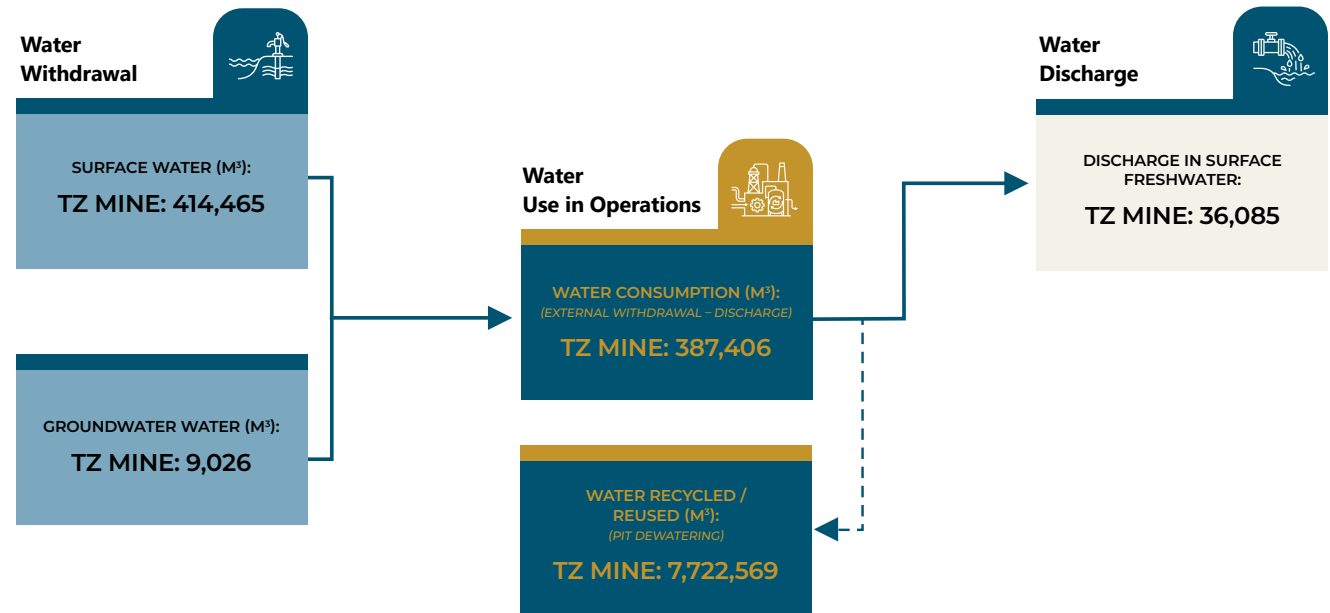 Water
Withdrawal
SURFACE WATER (M³):
TZ MINE: 414,465
GROUNDWATER WATER (M³):
TZ MINE: 9,026
Water
Use in Operations
WATER CONSUMPTION (M³):
(EXTERNAL WITHDRAWAL – DISCHARGE)
TZ MINE: 387,406
WATER RECYCLED /
REUSED (M³):
(PIT DEWATERING)
TZ MINE: 7,722,569
Water
Discharge
DISCHARGE IN SURFACE
FRESHWATER:
TZ MINE: 36,085